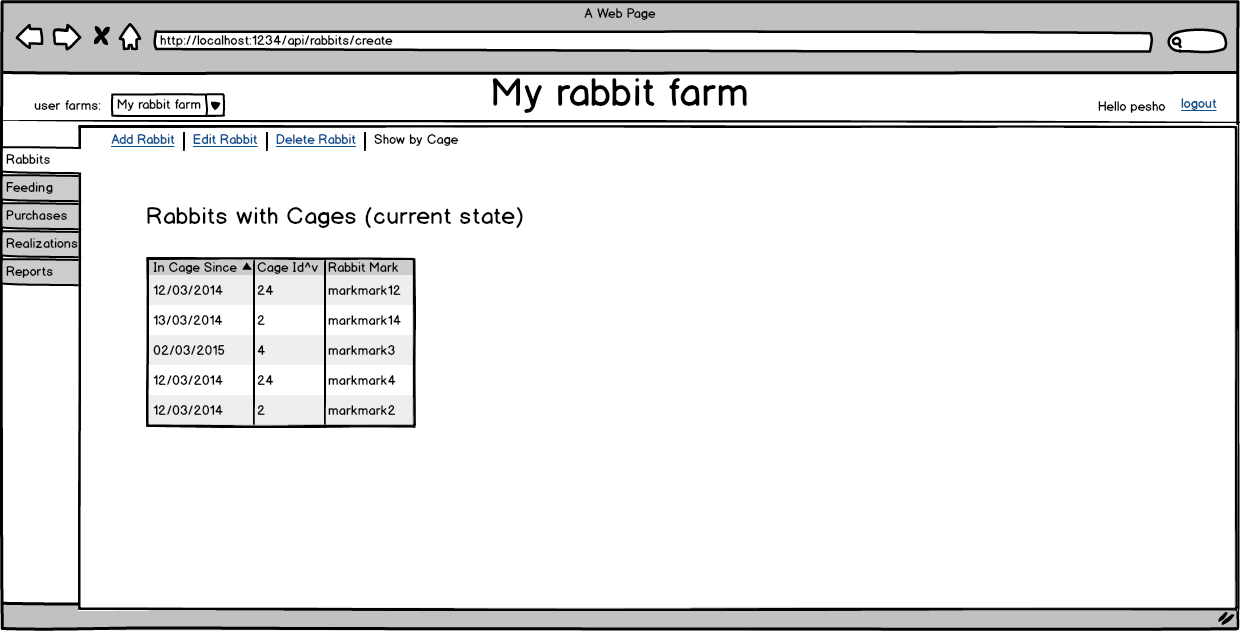 A Web Page
http://localhost:1234/api/rabbits/create
My rabbit farm
user farms: My rabbit farm
Hello pesho logout
Add Rabbit | Edit Rabbit | Delete Rabbit | Show by Cage
Rabbits
Feeding
Purchases
Realizations
Reports
Rabbits with Cages (current state)
In Cage Since Cage Id^v Rabbit Mark
12/03/2014 24 markmark12
13/03/2014 2 markmark14
02/03/2015 4 markmark3
12/03/2014 24 markmark4
12/03/2014 2 markmark2